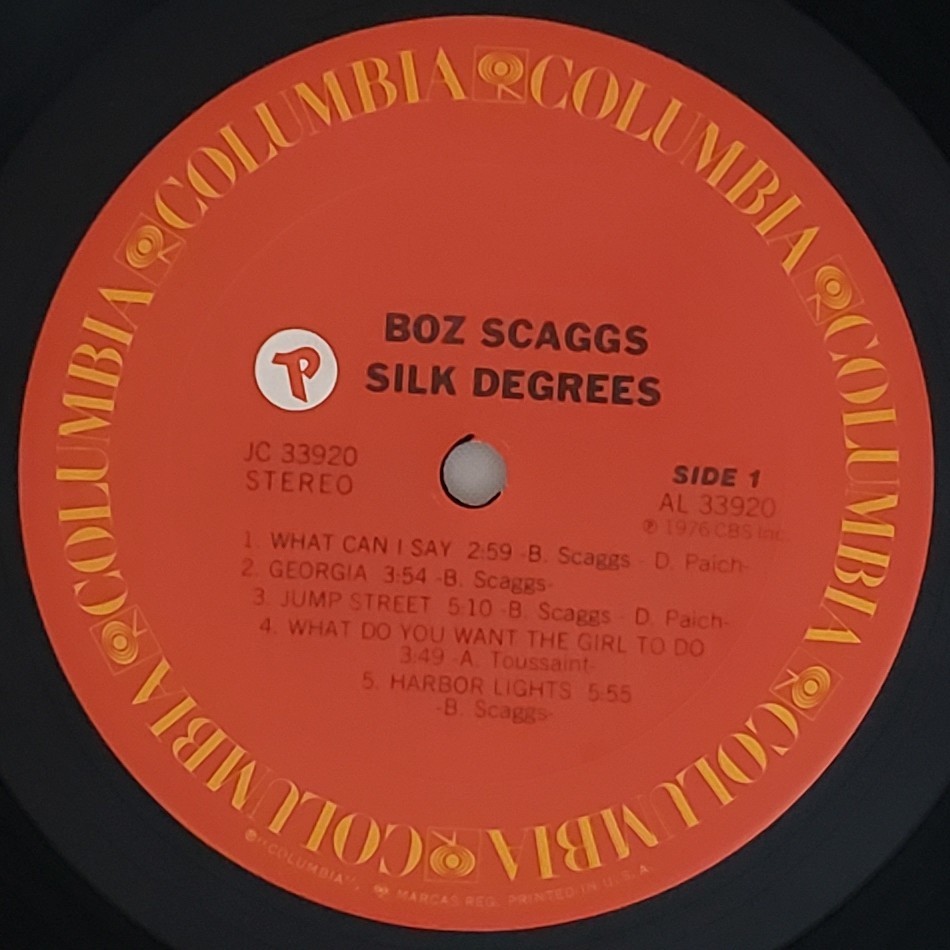 COLUMBIA COLUMBIA COLUMBIA COLUMBIA COLUMBIA COLUMBIA
BOZ SCAGGS
SILK DEGREES
P
JC 33920
STEREO
SIDE 1
AL 33920
℗ 1976 CBS Inc.
1. WHAT CAN I SAY 2:59 -B. Scaggs - D. Paich-
2. GEORGIA 3:54 -B. Scaggs-
3. JUMP STREET 5:10 -B. Scaggs - D. Paich-
4. WHAT DO YOU WANT THE GIRL TO DO
3:49 -A. Toussaint-
5. HARBOR LIGHTS 5:55
-B. Scaggs-
®"COLUMBIA", MARCAS REG. PRINTED IN U.S.A.